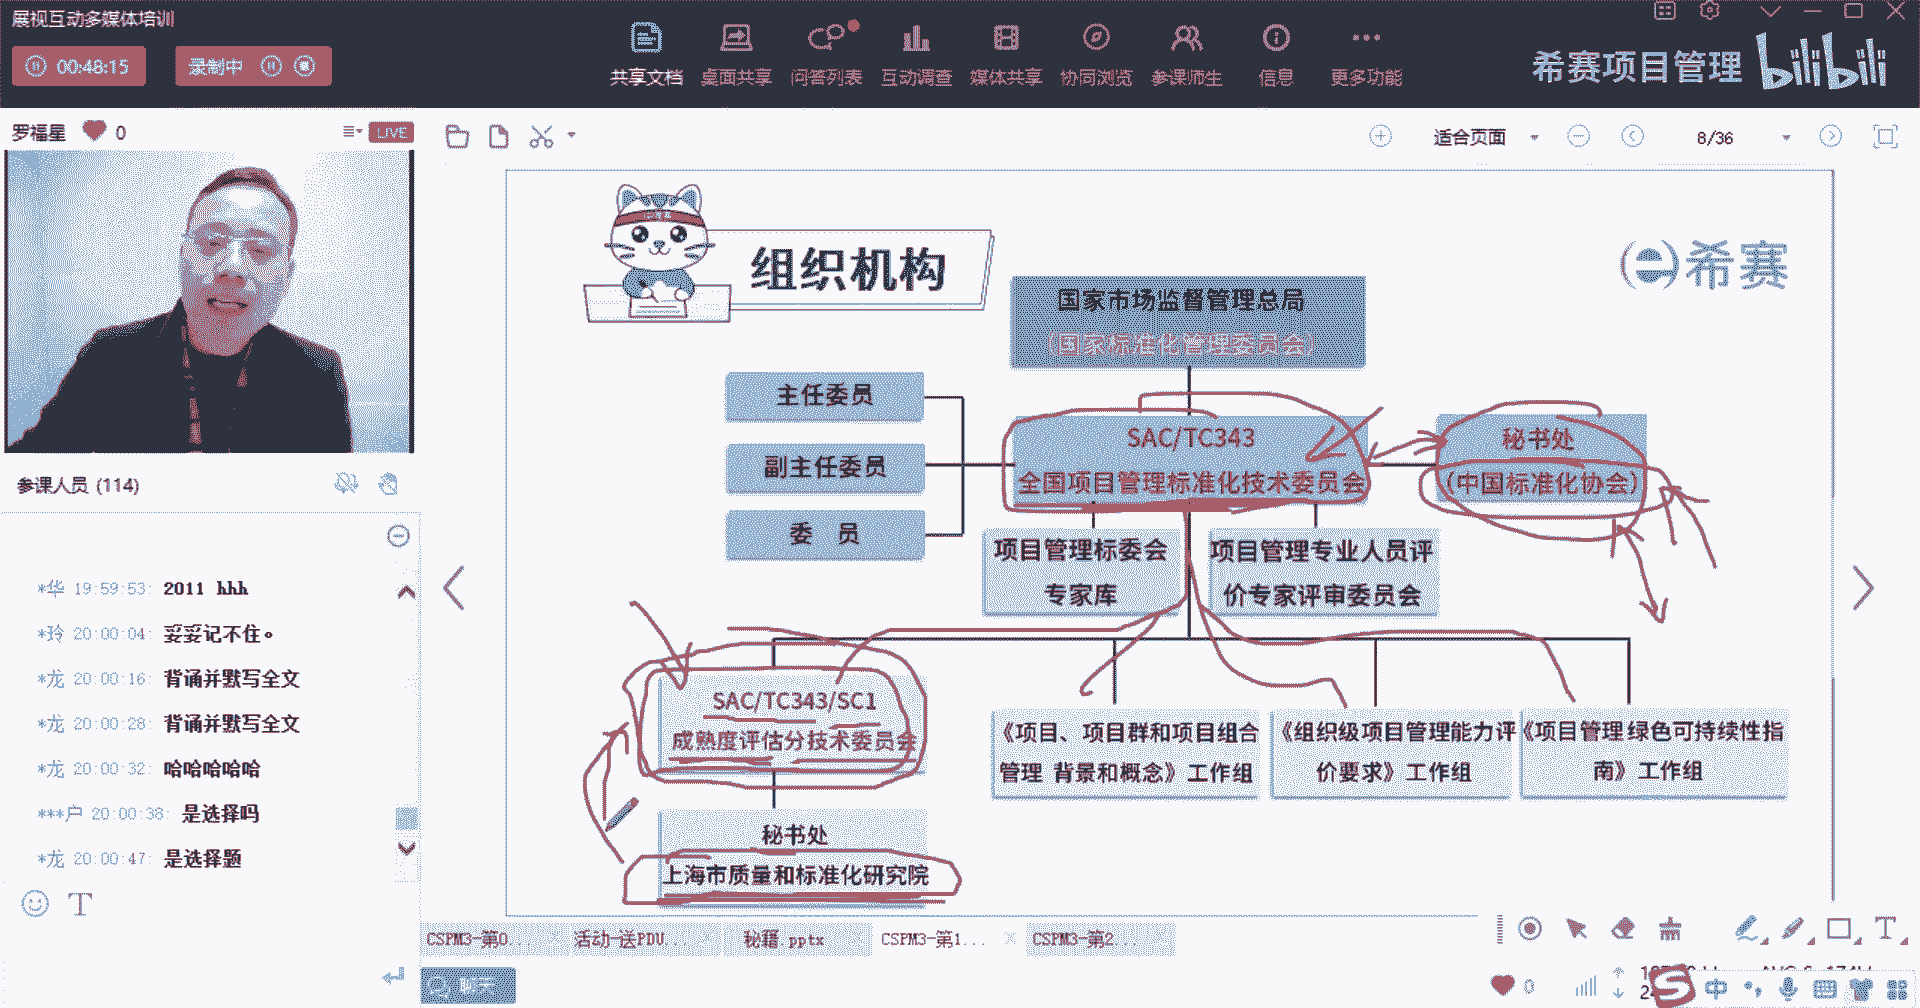 展视互动多媒体培训
00:48:15
录制中
共享文档
桌面共享
问答列表
互动调查
媒体共享
协同浏览
参课师生
信息
更多功能
希赛项目管理
bilibili
罗福星
0
LIVE
适合页面
8/36
组织机构
希赛
国家市场监督管理总局
(国家标准化管理委员会)
主任委员
副主任委员
委 员
SAC/TC343
全国项目管理标准化技术委员会
秘书处
(中国标准化协会)
项目管理标委会
专家库
项目管理专业人员评
价专家评审委员会
SAC/TC343/SC1
成熟度评估分技术委员会
秘书处
上海市质量和标准化研究院
《项目、项目群和项目组合
管理 背景和概念》工作组
《组织级项目管理能力评
价要求》工作组
《项目管理 绿色可持续性指
南》工作组
参课人员 (114)
*华 19:59:53: 2011 hhh
*玲 20:00:04: 妥妥记不住。
*龙 20:00:16: 背诵并默写全文
*龙 20:00:28: 背诵并默写全文
*龙 20:00:32: 哈哈哈哈哈
***户 20:00:38: 是选择吗
*龙 20:00:47: 是选择题
CSPM3-第0...
活动-送PDU...
秘籍.pptx
CSPM3-第1...
CSPM3-第2...
聊天
0
中